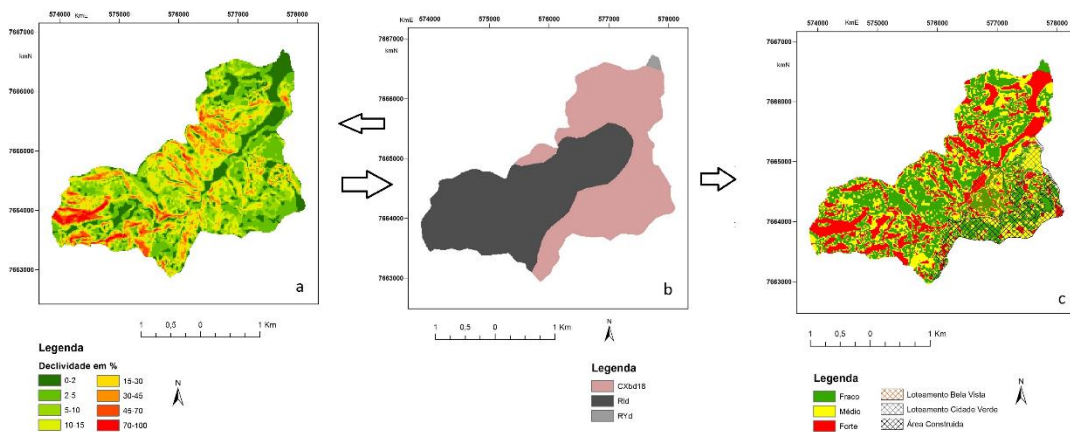 574000 575000 576000 577000 578000
KmE
7667000
kmN
7666000
7665000
7664000
7663000
a
1 0,5 0 1 Km
Legenda
Declividade em %
0-2 15-30
2-5 30-45
5-10 45-70
10-15 70-100
N
KmE
574000 575000 576000 577000 578000
7667000
kmN
7666000
7665000
7664000
7663000
b
1 0,5 0 1 Km
N
Legenda
CXbd18
Rld
RYd
KmE
574000 575000 576000 577000 578000
7667000
kmN
7666000
7665000
7664000
7663000
c
1 0,5 0 1 Km
Legenda
Fraco Loteamento Bela Vista
Médio Loteamento Cidade Verde
Forte Área Construída
N